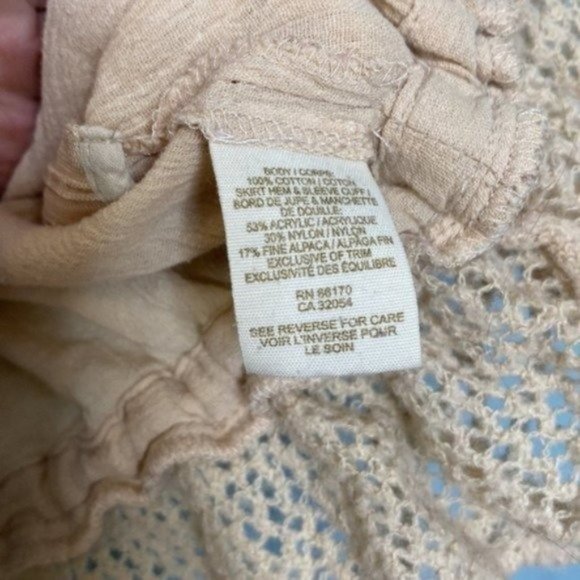 BODY / CORPS:
100% COTTON / COTON
SKIRT HEM & SLEEVE CUFF /
BORD DE JUPE & MANCHETTE
DE DOUILLE:
53% ACRYLIC / ACRYLIQUE
30% NYLON / NYLON
17% FINE ALPACA / ALPAGA FIN
EXCLUSIVE OF TRIM
EXCLUSIVITÉ DES ÉQUILIBRE
RN 66170
CA 32054
SEE REVERSE FOR CARE
VOIR L'INVERSE POUR
LE SOIN